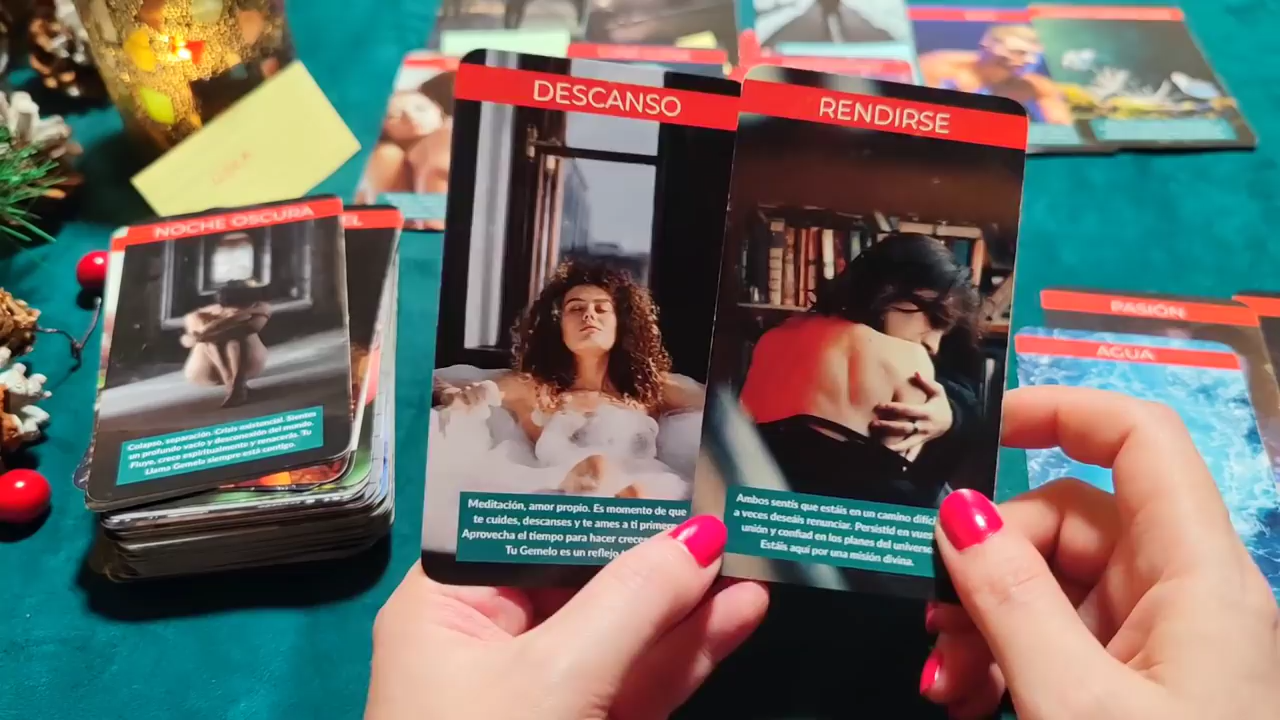 DESCANSO
RENDIRSE
NOCHE OSCURA
EL
PASIÓN
AGUA
Colapso, separación. Crisis existencial. Sientes
un profundo vacío y desconexión del mundo.
Fluye, crece espiritualmente y renacerás. Tu
Llama Gemela siempre está contigo.
Meditación, amor propio. Es momento de que
te cuides, descanses y te ames a ti primero
Aprovecha el tiempo para hacer crecer
Tu Gemelo es un reflejo
Ambos sentís que estáis en un camino difícil
a veces deseáis renunciar. Persistid en
unión y confiad en los planes del universo
Estáis aquí por una misión divina.